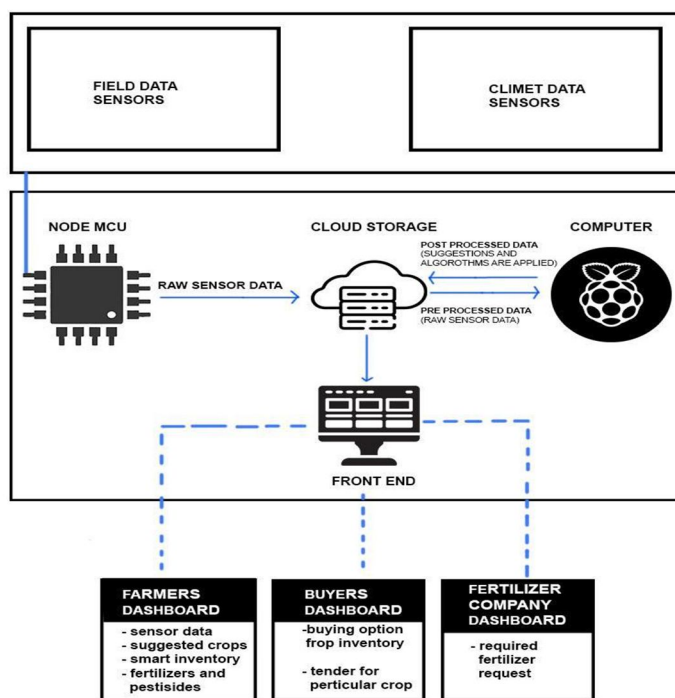 FIELD DATA
SENSORS
CLIMET DATA
SENSORS
NODE MCU
CLOUD STORAGE
COMPUTER
POST PROCESSED DATA
(SUGGESTIONS AND
ALGOROTHMS ARE APPLIED)
RAW SENSOR DATA
PRE PROCESSED DATA
(RAW SENSOR DATA)
FRONT END
FARMERS
DASHBOARD
- sensor data
- suggested crops
- smart inventory
- fertilizers and
pestisides
BUYERS
DASHBOARD
-buying option
frop inventory
- tender for
perticular crop
FERTILIZER
COMPANY
DASHBOARD
- required
fertilizer
request